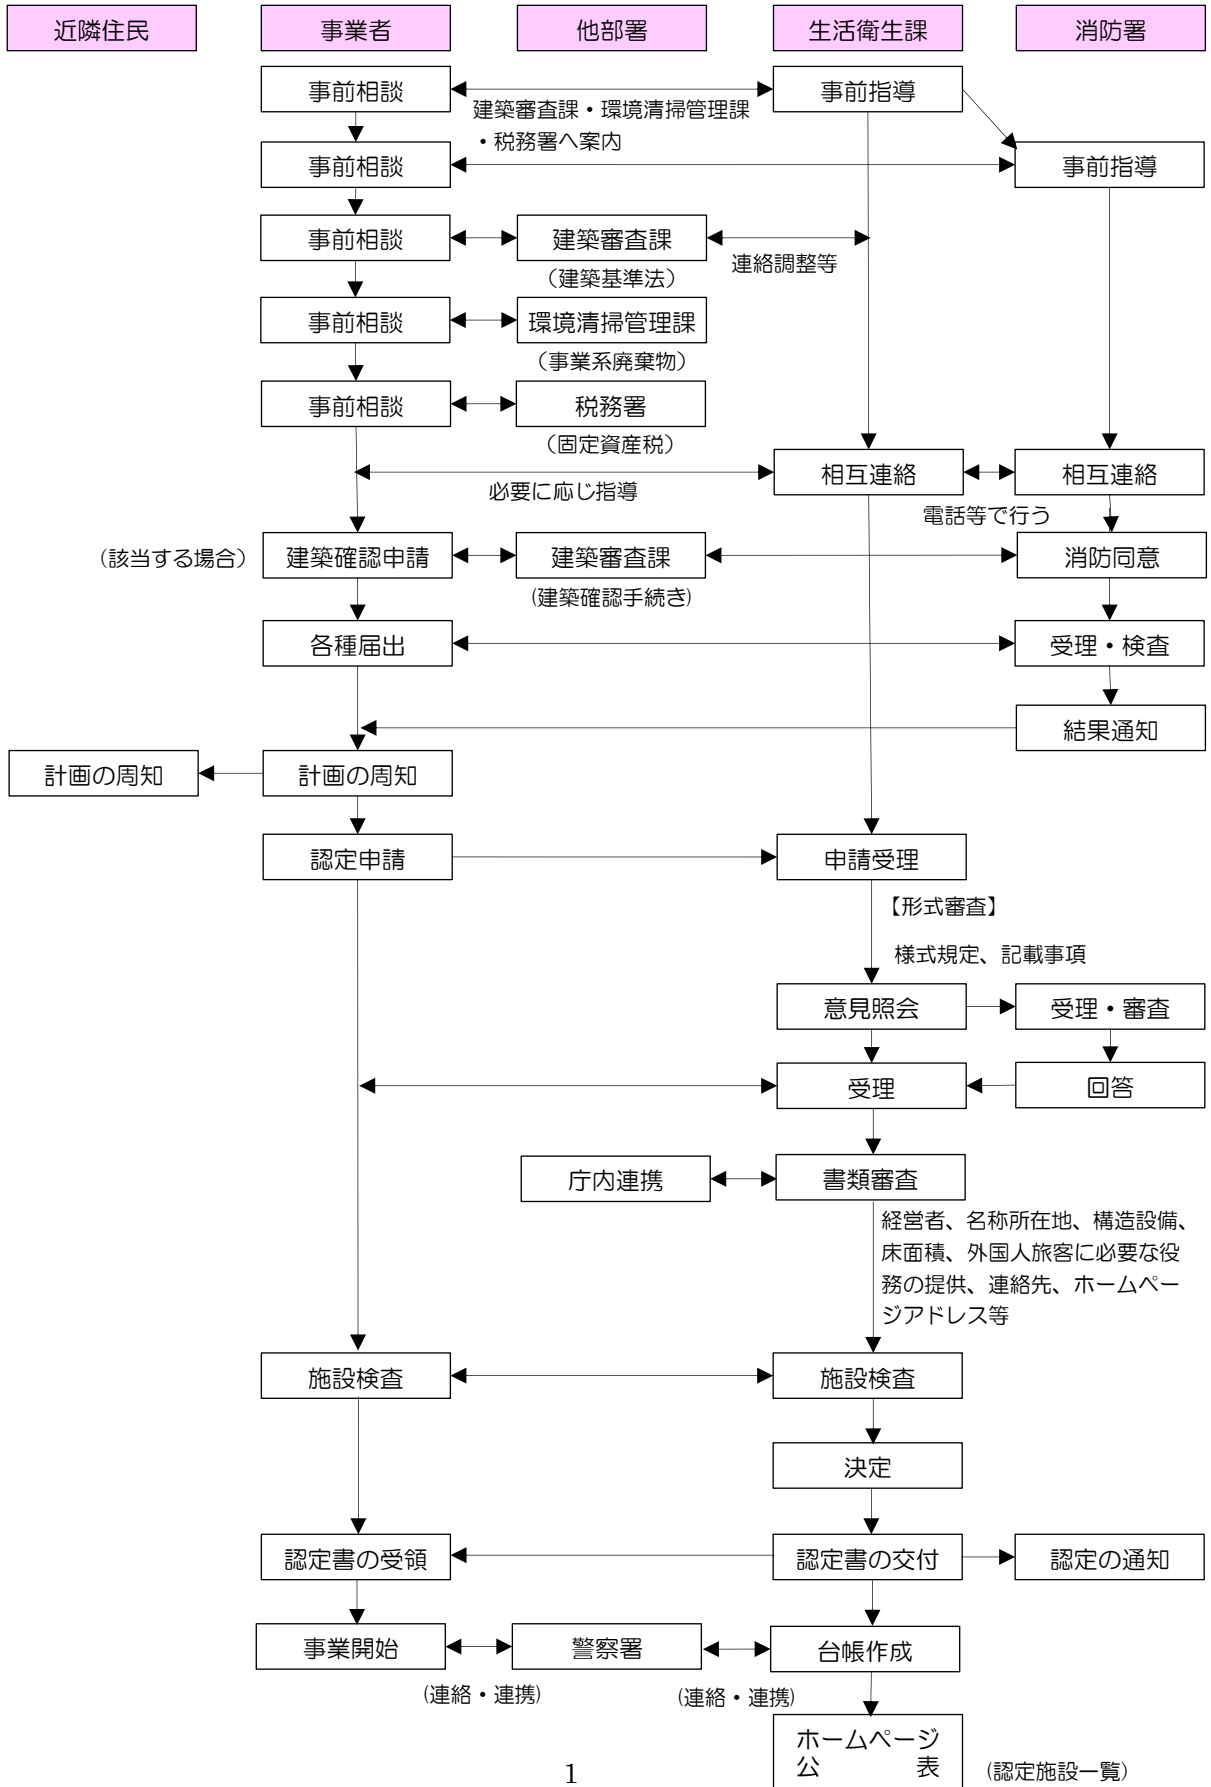 近隣住民
事業者
他部署
生活衛生課
消防署
事前相談
事前指導
建築審査課・環境清掃管理課
・税務署へ案内
事前相談
事前指導
事前相談
建築審査課
連絡調整等
（建築基準法）
事前相談
環境清掃管理課
（事業系廃棄物）
事前相談
税務署
（固定資産税）
相互連絡
相互連絡
必要に応じ指導
電話等で行う
（該当する場合）
建築確認申請
建築審査課
消防同意
(建築確認手続き)
各種届出
受理・検査
結果通知
計画の周知
計画の周知
認定申請
申請受理
【形式審査】
様式規定、記載事項
意見照会
受理・審査
受理
回答
庁内連携
書類審査
経営者、名称所在地、構造設備、
床面積、外国人旅客に必要な役
務の提供、連絡先、ホームペー
ジアドレス等
施設検査
施設検査
決定
認定書の受領
認定書の交付
認定の通知
事業開始
警察署
台帳作成
(連絡・連携)
(連絡・連携)
ホームページ
公　　　　表
(認定施設一覧)
1